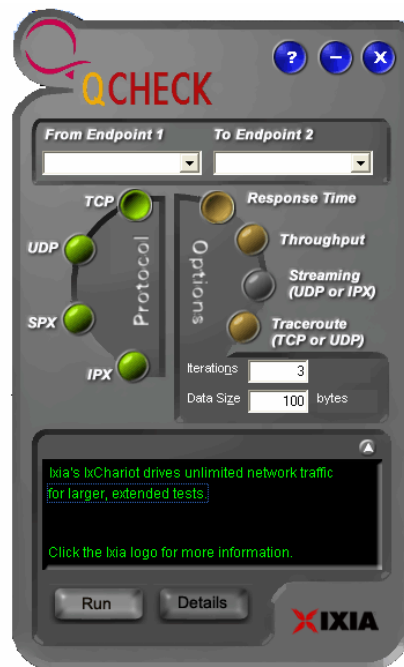 ? – X
QCHECK
From Endpoint 1 To Endpoint 2
TCP
UDP
SPX
IPX
Protocol
Options
Response Time
Throughput
Streaming
(UDP or IPX)
Traceroute
(TCP or UDP)
Iterations 3
Data Size 100 bytes
Ixia's IxChariot drives unlimited network traffic
for larger, extended tests.
Click the Ixia logo for more information.
Run Details
IXIA